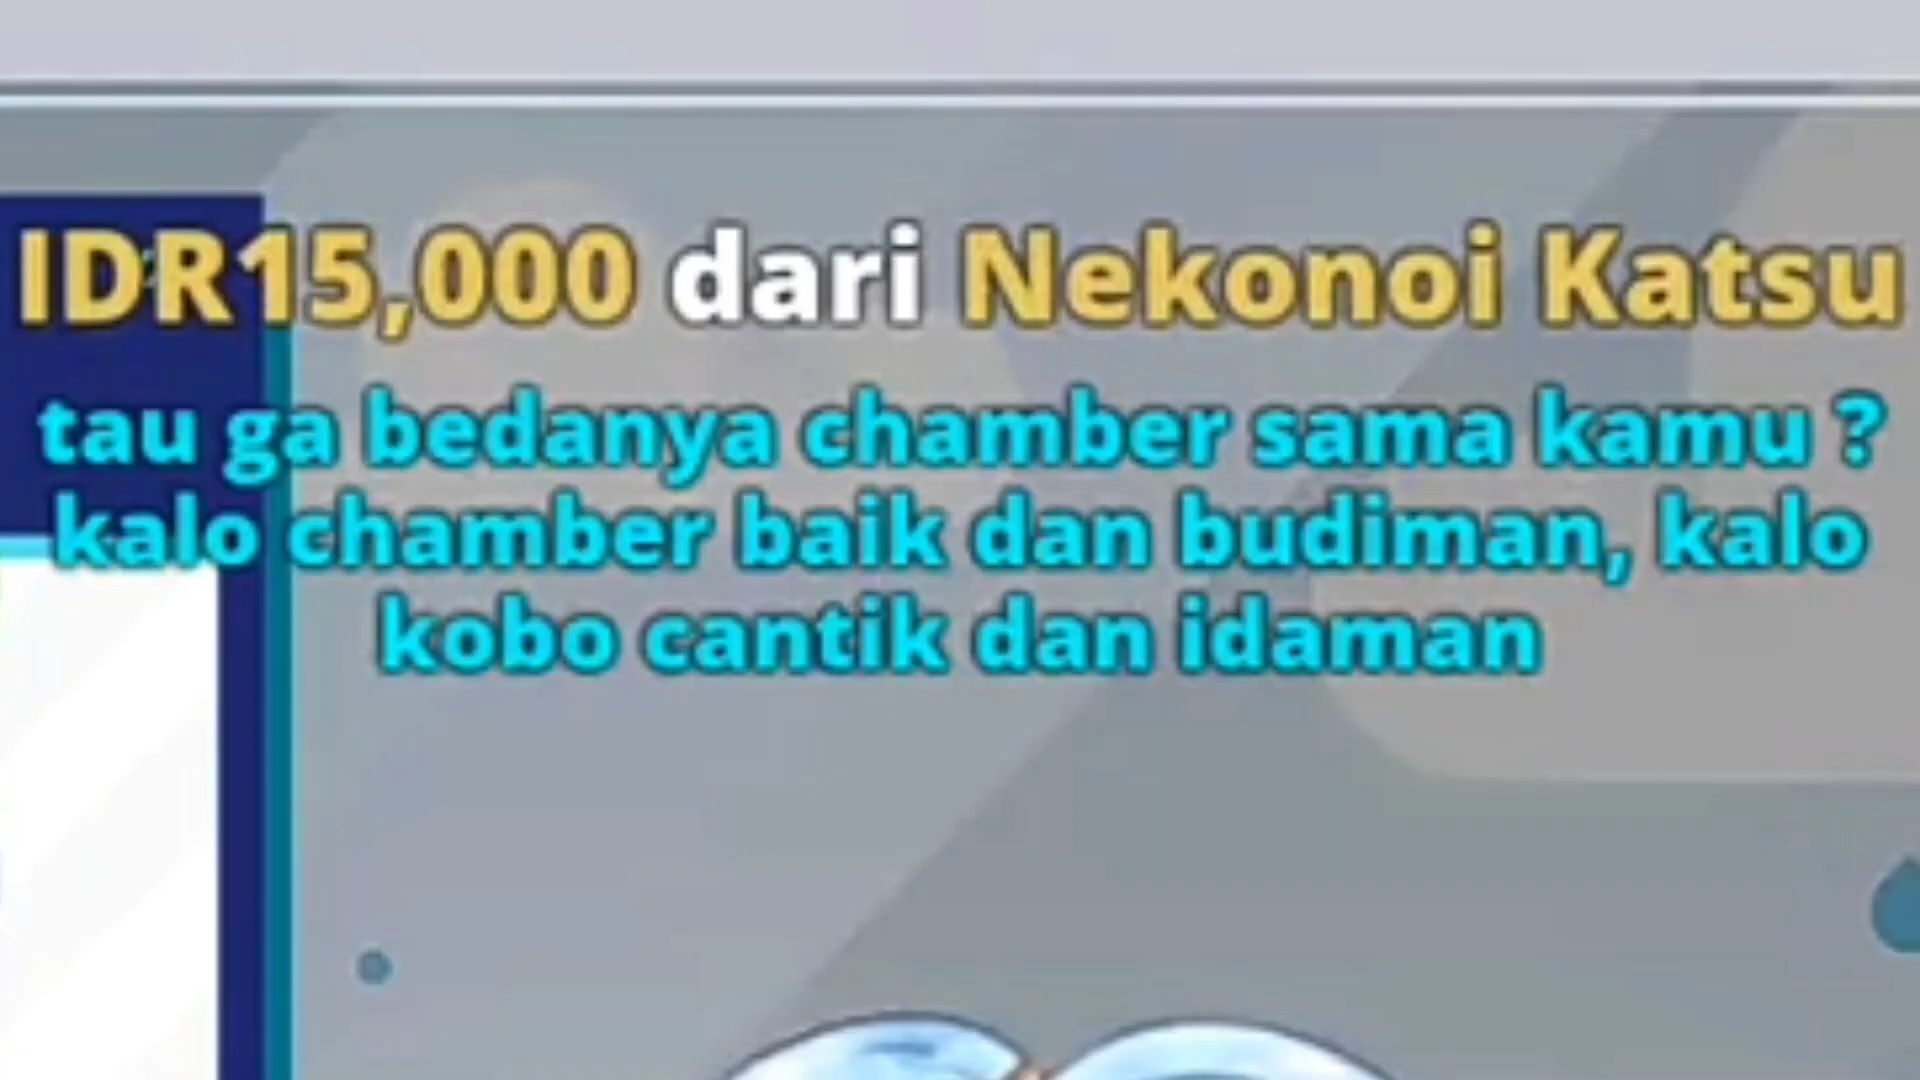 IDR15,000 dari Nekonoi Katsu
tau ga bedanya chamber sama kamu ?
kalo chamber baik dan budiman, kalo
kobo cantik dan idaman